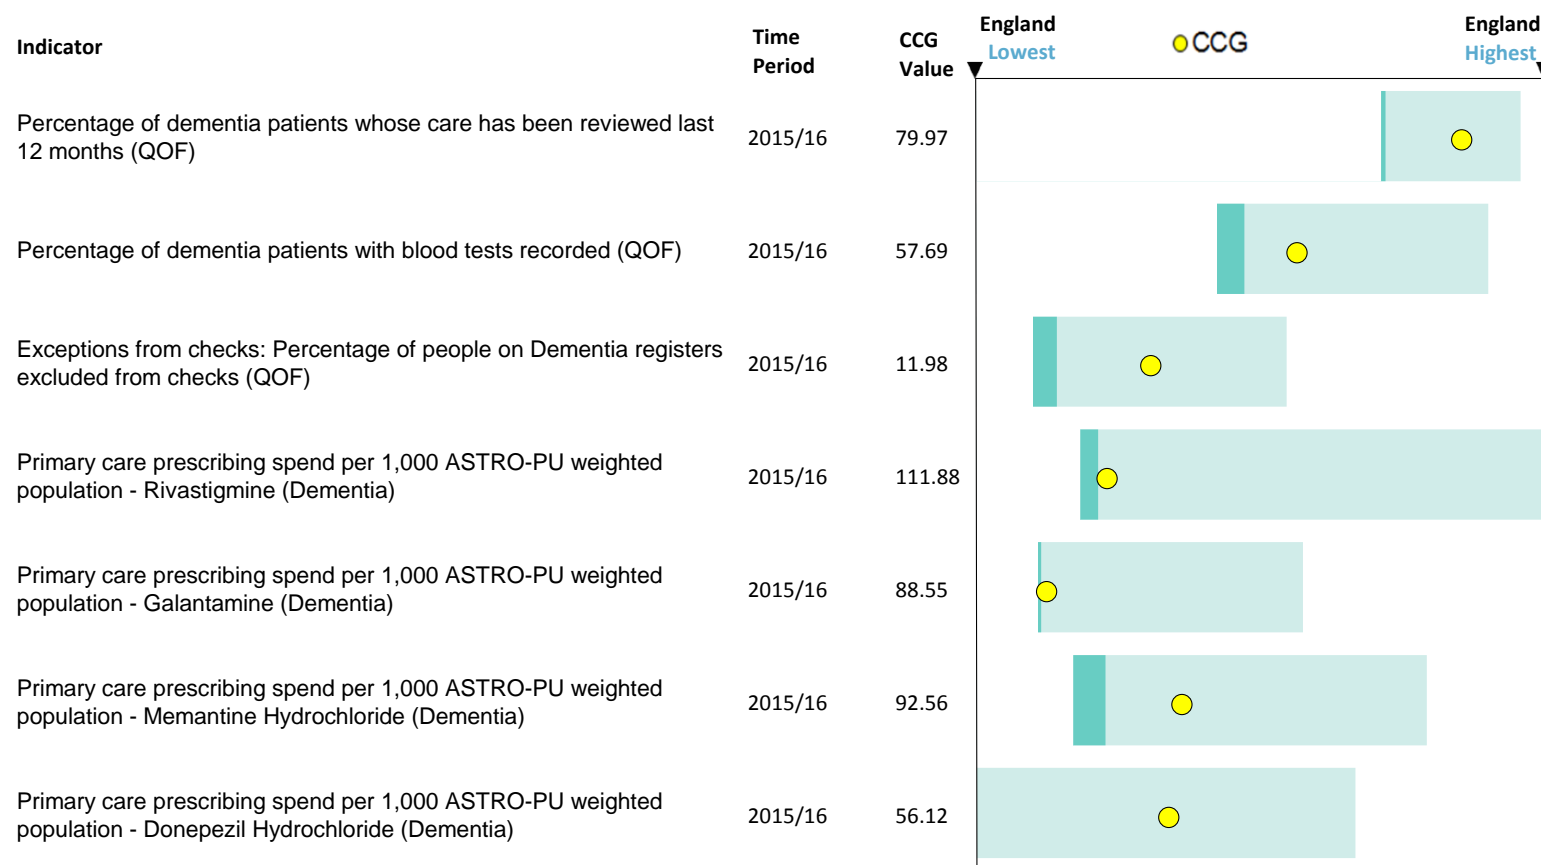 Indicator
Time
Period
CCG
Value
England
Lowest
CCG
England
Highest
Percentage of dementia patients whose care has been reviewed last
12 months (QOF)
2015/16
79.97
Percentage of dementia patients with blood tests recorded (QOF)
2015/16
57.69
Exceptions from checks: Percentage of people on Dementia registers
excluded from checks (QOF)
2015/16
11.98
Primary care prescribing spend per 1,000 ASTRO-PU weighted
population - Rivastigmine (Dementia)
2015/16
111.88
Primary care prescribing spend per 1,000 ASTRO-PU weighted
population - Galantamine (Dementia)
2015/16
88.55
Primary care prescribing spend per 1,000 ASTRO-PU weighted
population - Memantine Hydrochloride (Dementia)
2015/16
92.56
Primary care prescribing spend per 1,000 ASTRO-PU weighted
population - Donepezil Hydrochloride (Dementia)
2015/16
56.12